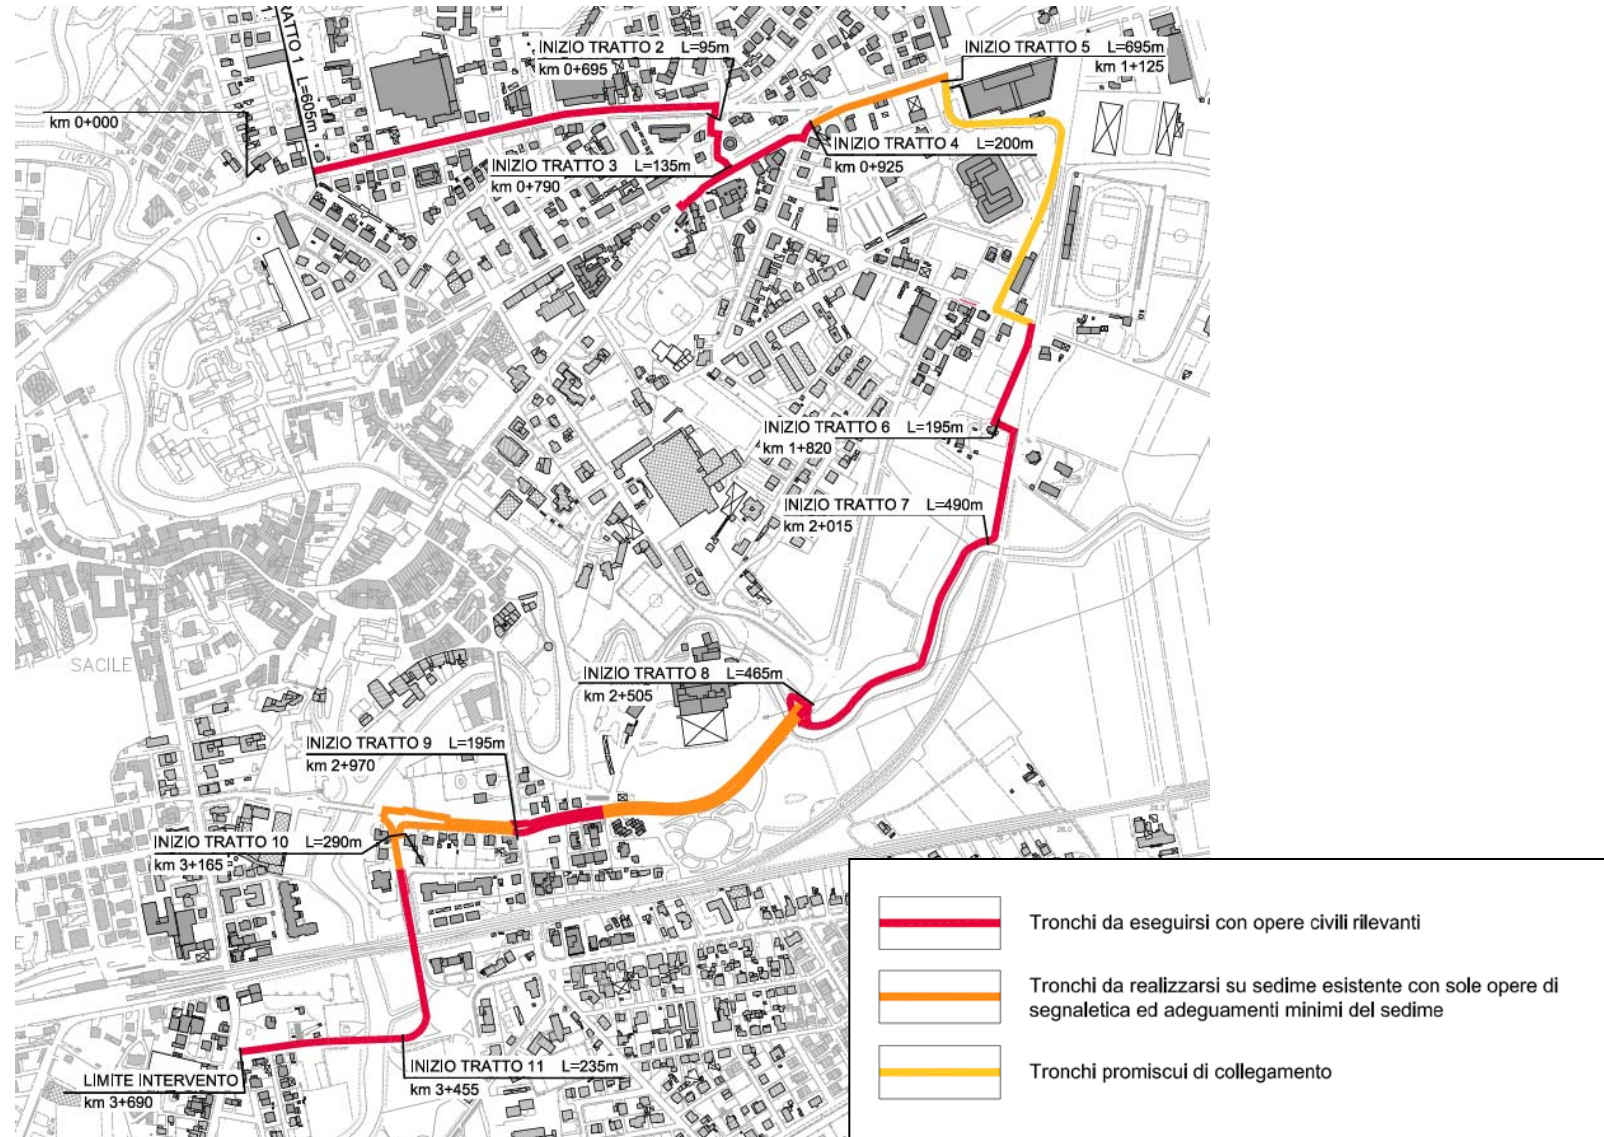 TRATTO 1 L=605m
km 0+000
INIZIO TRATTO 2 L=95m
km 0+695
INIZIO TRATTO 5 L=695m
km 1+125
LIVENZA
INIZIO TRATTO 3 L=135m
km 0+790
INIZIO TRATTO 4 L=200m
km 0+925
INIZIO TRATTO 6 L=195m
km 1+820
INIZIO TRATTO 7 L=490m
km 2+015
SACILE
INIZIO TRATTO 8 L=465m
km 2+505
INIZIO TRATTO 9 L=195m
km 2+970
INIZIO TRATTO 10 L=290m
km 3+165
INIZIO TRATTO 11 L=235m
km 3+455
LIMITE INTERVENTO
km 3+690
Tronchi da eseguirsi con opere civili rilevanti
Tronchi da realizzarsi su sedime esistente con sole opere di
segnaletica ed adeguamenti minimi del sedime
Tronchi promiscui di collegamento